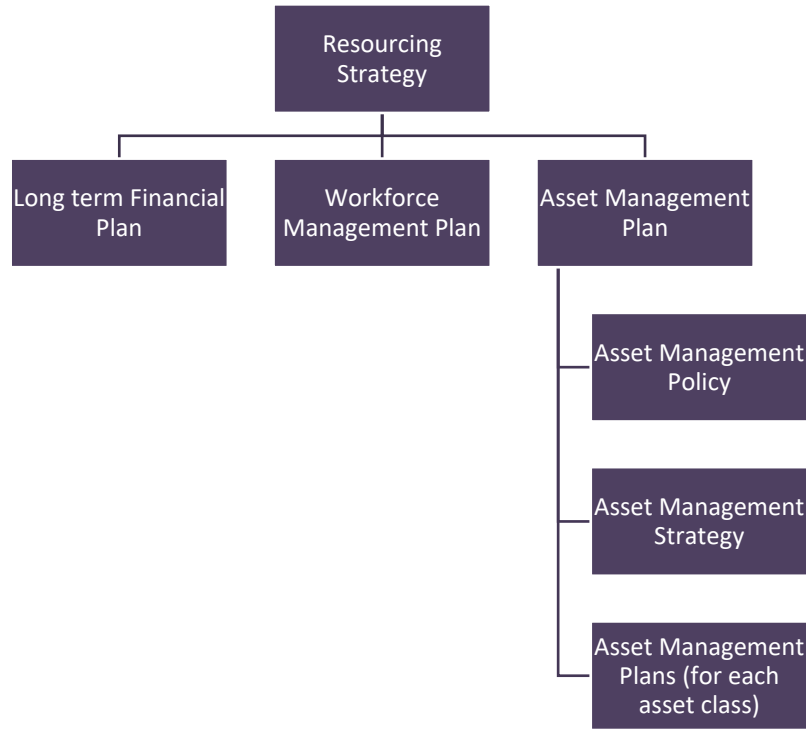 Resourcing
Strategy
Long term Financial
Plan
Workforce
Management Plan
Asset Management
Plan
Asset Management
Policy
Asset Management
Strategy
Asset Management
Plans (for each
asset class)